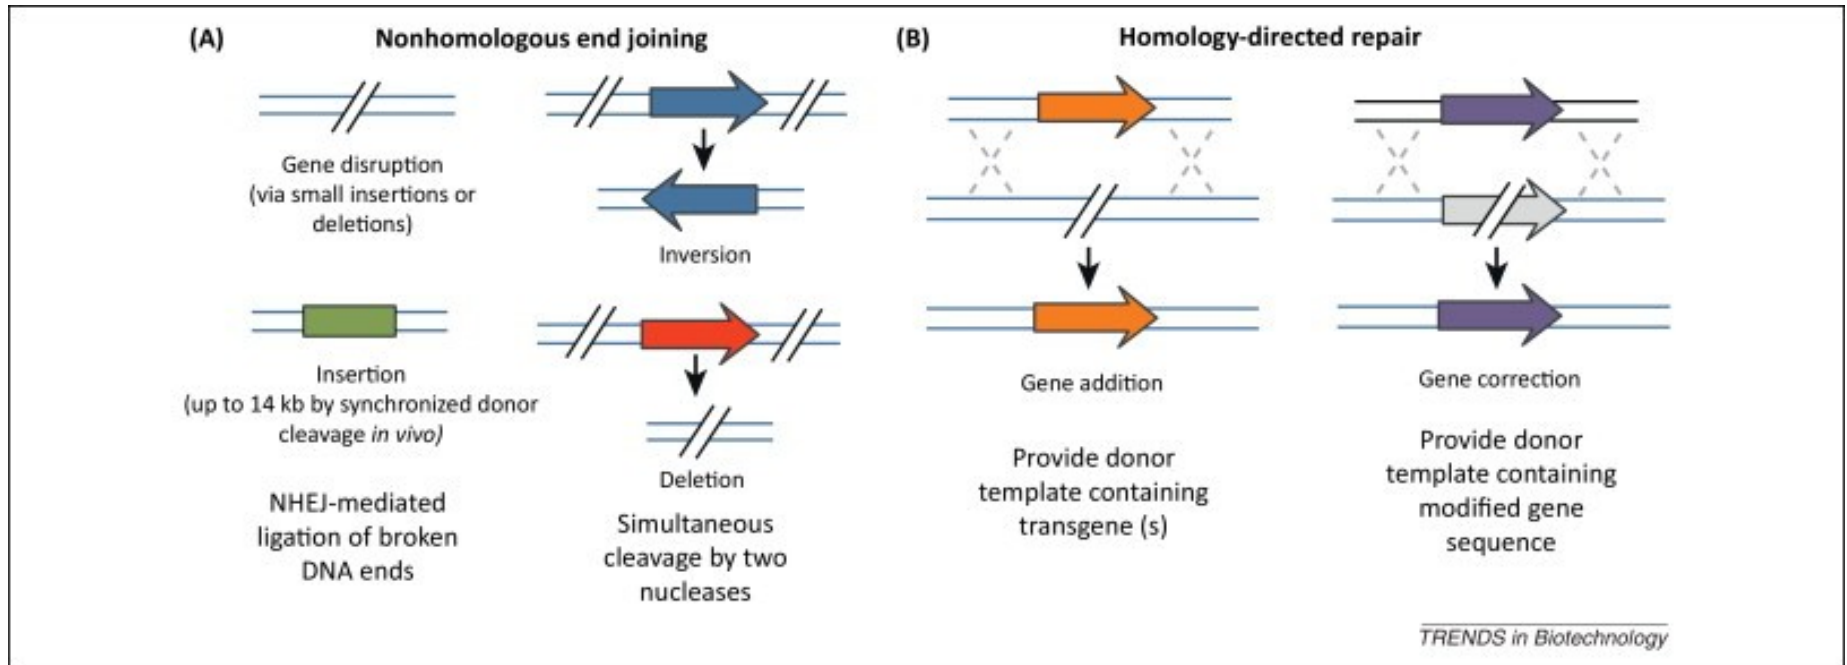 (A)
Nonhomologous end joining
Gene disruption
(via small insertions or
deletions)
Inversion
Insertion
(up to 14 kb by synchronized donor
cleavage in vivo)
Deletion
NHEJ-mediated
ligation of broken
DNA ends
Simultaneous
cleavage by two
nucleases
(B)
Homology-directed repair
Gene addition
Provide donor
template containing
transgene (s)
Gene correction
Provide donor
template containing
modified gene
sequence
TRENDS in Biotechnology